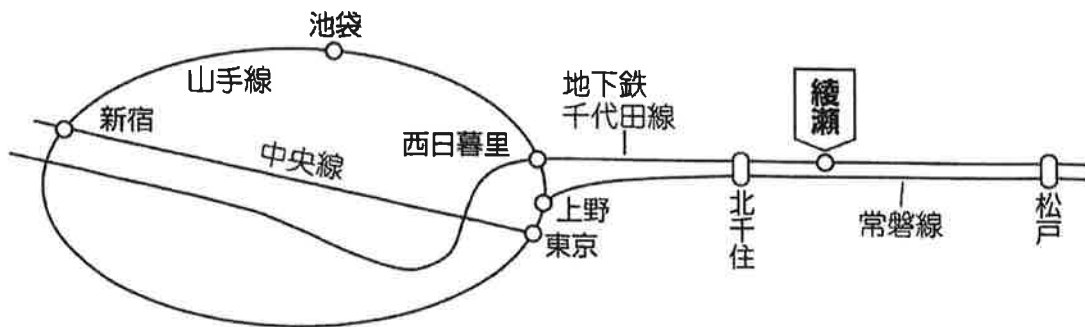 池袋
山手線
新宿
中央線
西日暮里
地下鉄
千代田線
綾瀬
上野
東京
北千住
常磐線
松戸